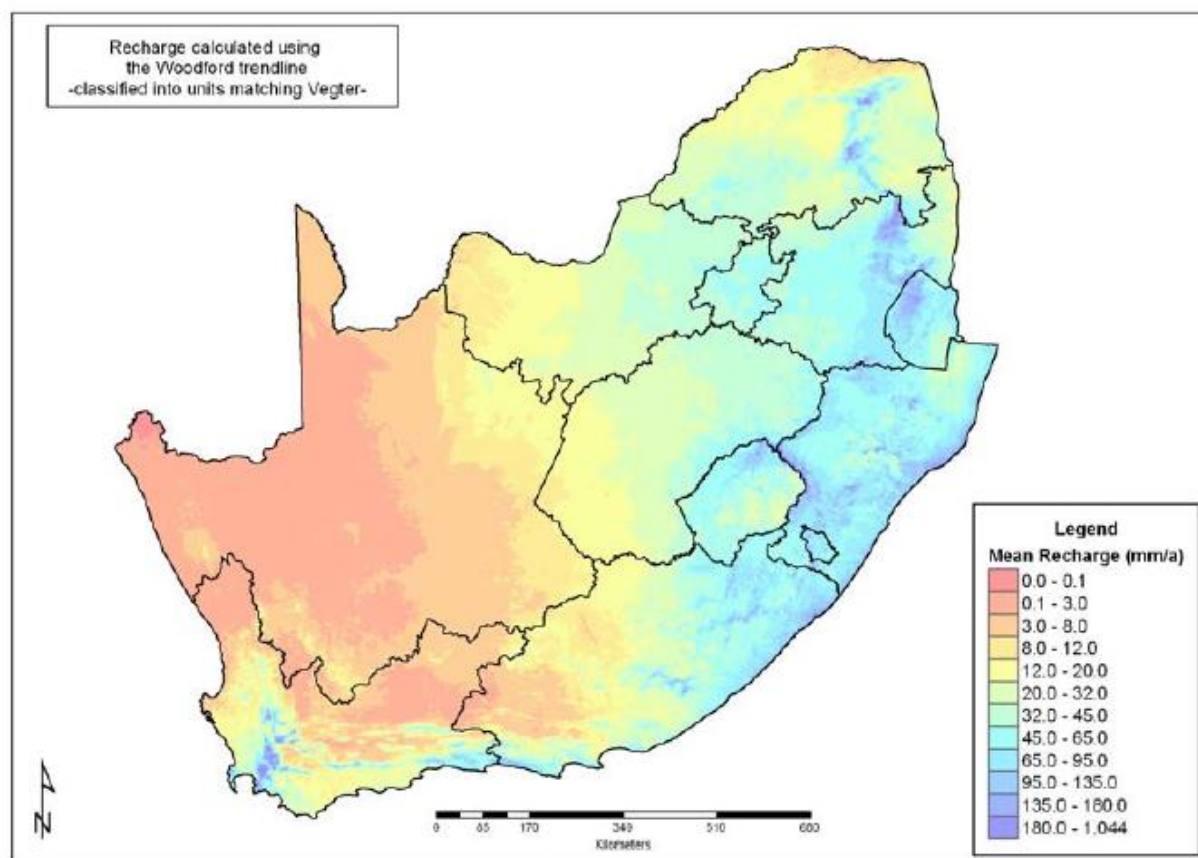 Recharge calculated using
the Woodford trendline
-classified into units matching Vegter-
Legend
Mean Recharge (mm/a)
0.0 - 0.1
0.1 - 3.0
3.0 - 8.0
8.0 - 12.0
12.0 - 20.0
20.0 - 32.0
32.0 - 45.0
45.0 - 65.0
65.0 - 95.0
95.0 - 135.0
135.0 - 180.0
180.0 - 1,044
N
0 85 170 340 510 680
Kilometers